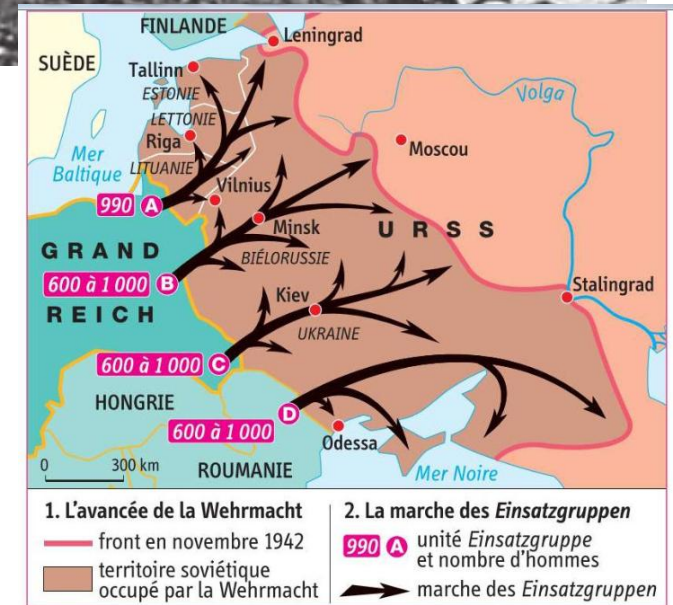 FINLANDE
Leningrad
SUÈDE
Tallinn
ESTONIE
Volga
LETTONIE
Riga
Moscou
Mer
Baltique
LITUANIE
Vilnius
990 A
Minsk
URSS
GRAND
REICH
BIÉLORUSSIE
600 à 1 000 B
Kiev
Stalingrad
UKRAINE
600 à 1 000 C
HONGRIE
600 à 1 000 D
Odessa
0 300 km
ROUMANIE
Mer Noire
1. L'avancée de la Wehrmacht
front en novembre 1942
territoire soviétique
occupé par la Wehrmacht
2. La marche des Einsatzgruppen
990 A unité Einsatzgruppe
et nombre d'hommes
marche des Einsatzgruppen